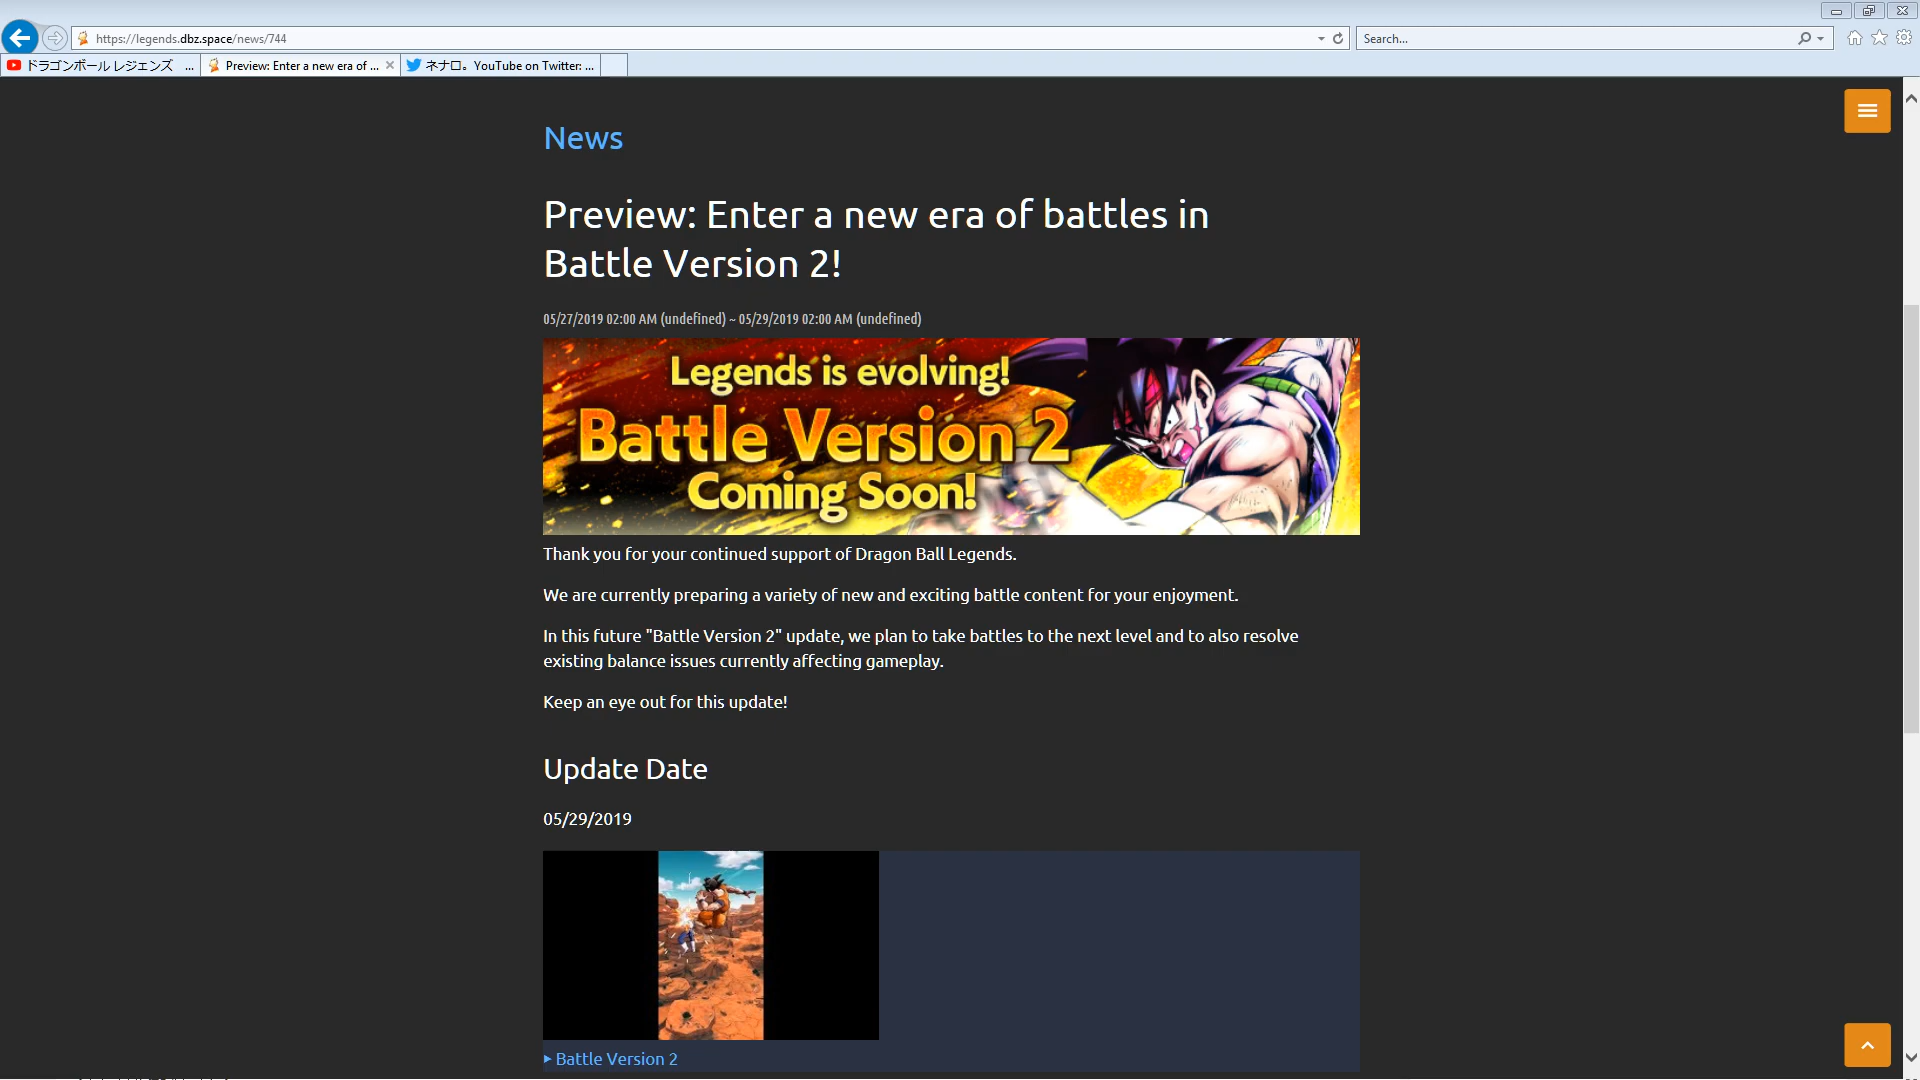 https://legends.dbz.space/news/744
Search...
ドラゴンボール レジェンズ ...
Preview: Enter a new era of ...
ネナロ。YouTube on Twitter: ...
News
Preview: Enter a new era of battles in
Battle Version 2!
05/27/2019 02:00 AM (undefined) ~ 05/29/2019 02:00 AM (undefined)
Legends is evolving!
Battle Version 2
Coming Soon!
Thank you for your continued support of Dragon Ball Legends.
We are currently preparing a variety of new and exciting battle content for your enjoyment.
In this future "Battle Version 2" update, we plan to take battles to the next level and to also resolve
existing balance issues currently affecting gameplay.
Keep an eye out for this update!
Update Date
05/29/2019
Battle Version 2